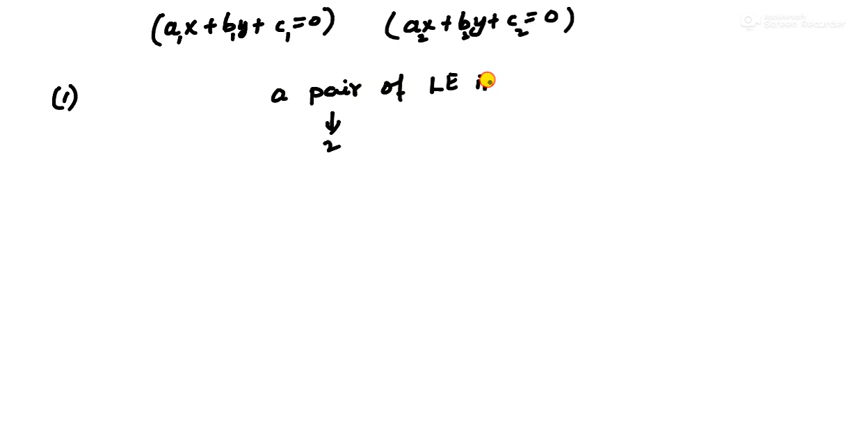 (a₁x + b₁y + c₁ = 0) (a₂x + b₂y + c₂ = 0)
(1) a pair of LE
↓
2